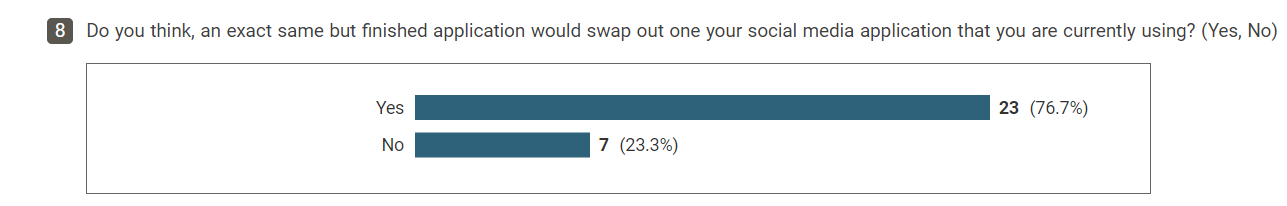 8 Do you think, an exact same but finished application would swap out one your social media application that you are currently using? (Yes, No)
Yes 23 (76.7%)
No 7 (23.3%)